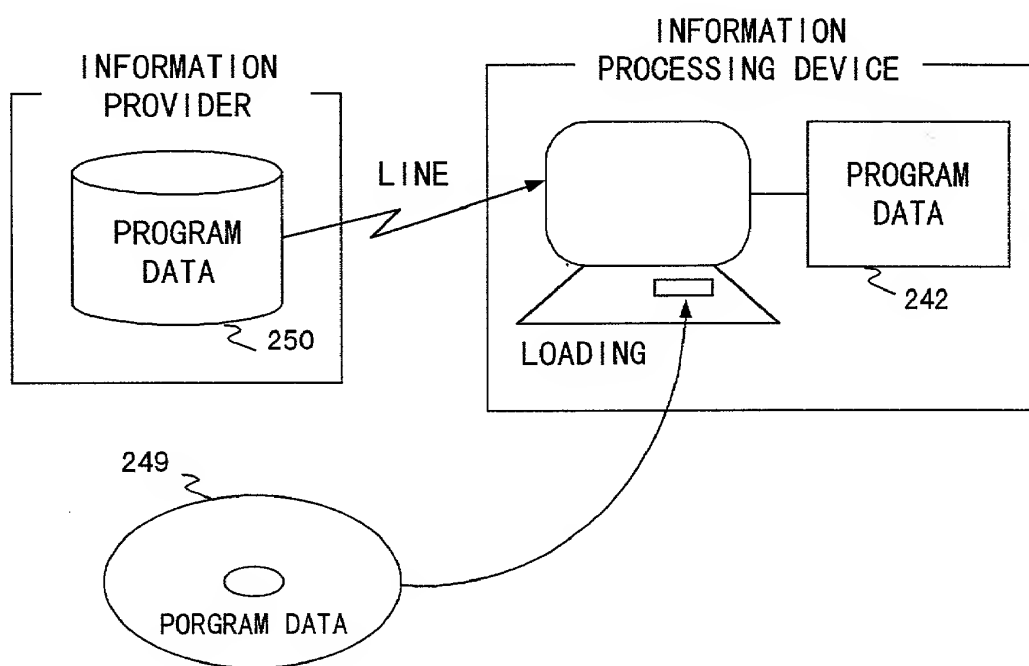 INFORMATION
PROVIDER
PROGRAM
DATA
250
LINE
INFORMATION
PROCESSING DEVICE
PROGRAM
DATA
242
LOADING
249
PORGRAM DATA